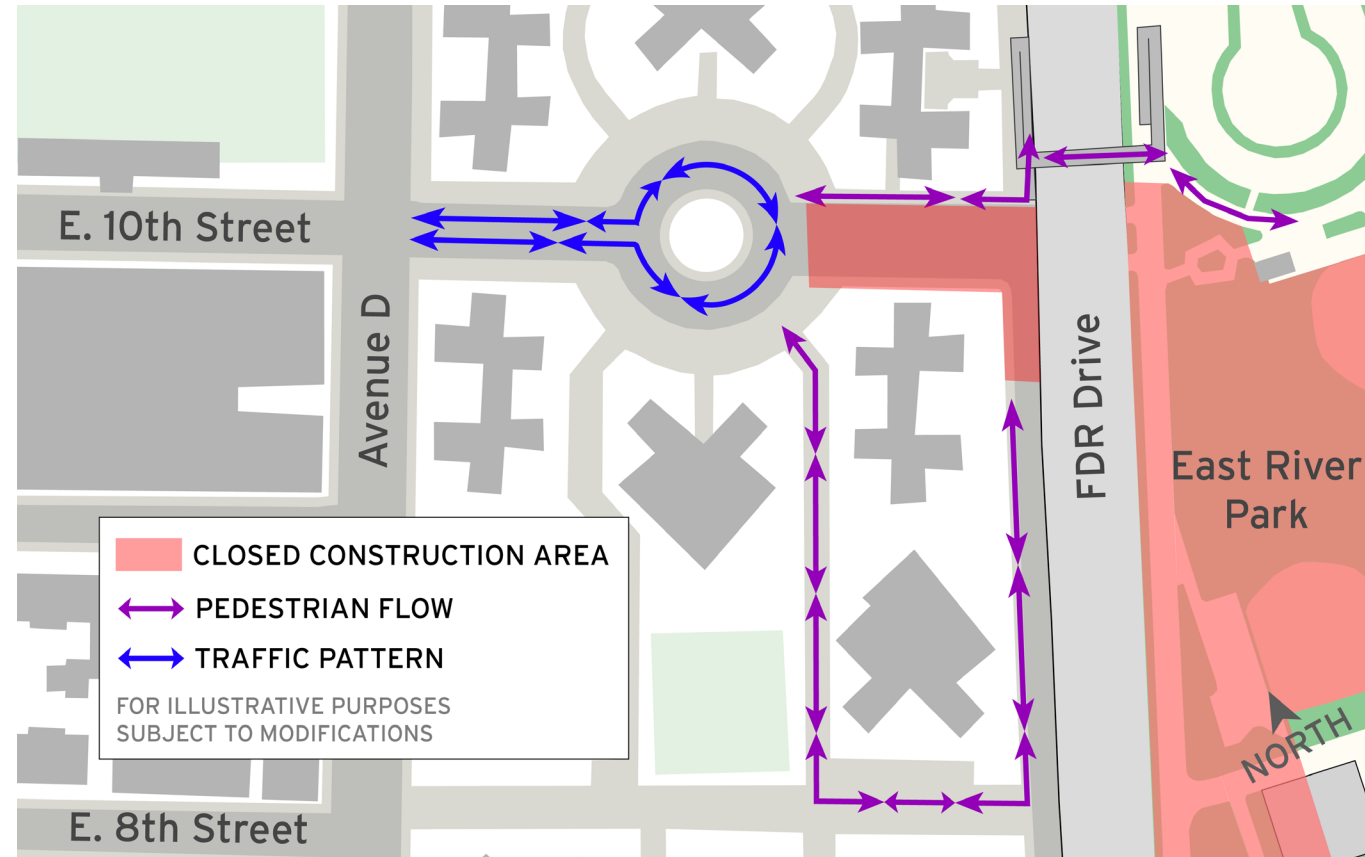 E. 10th Street
Avenue D
FDR Drive
East River
Park
CLOSED CONSTRUCTION AREA
PEDESTRIAN FLOW
TRAFFIC PATTERN
FOR ILLUSTRATIVE PURPOSES
SUBJECT TO MODIFICATIONS
NORTH
E. 8th Street